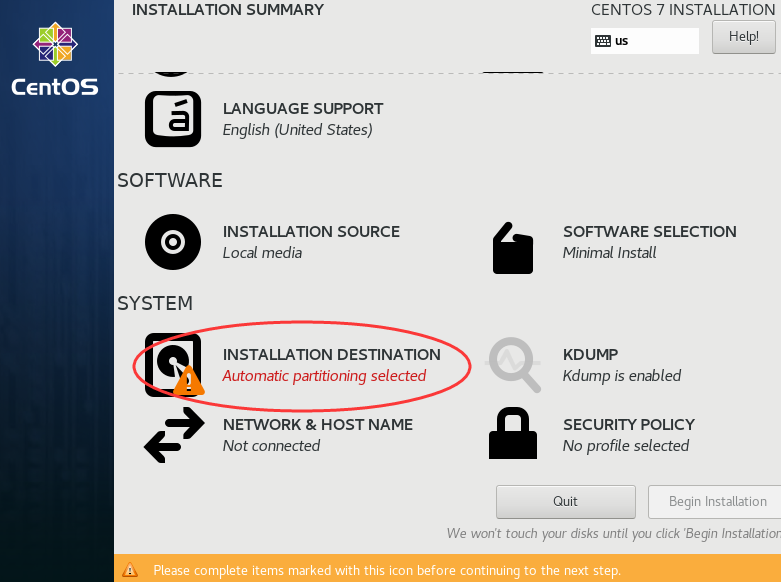 INSTALLATION SUMMARY
CENTOS 7 INSTALLATION
us
Help!
CentOS
á
LANGUAGE SUPPORT
English (United States)
SOFTWARE
INSTALLATION SOURCE
Local media
SOFTWARE SELECTION
Minimal Install
SYSTEM
INSTALLATION DESTINATION
Automatic partitioning selected
KDUMP
Kdump is enabled
NETWORK & HOST NAME
Not connected
SECURITY POLICY
No profile selected
Quit
Begin Installation
We won't touch your disks until you click 'Begin Installation
Please complete items marked with this icon before continuing to the next step.